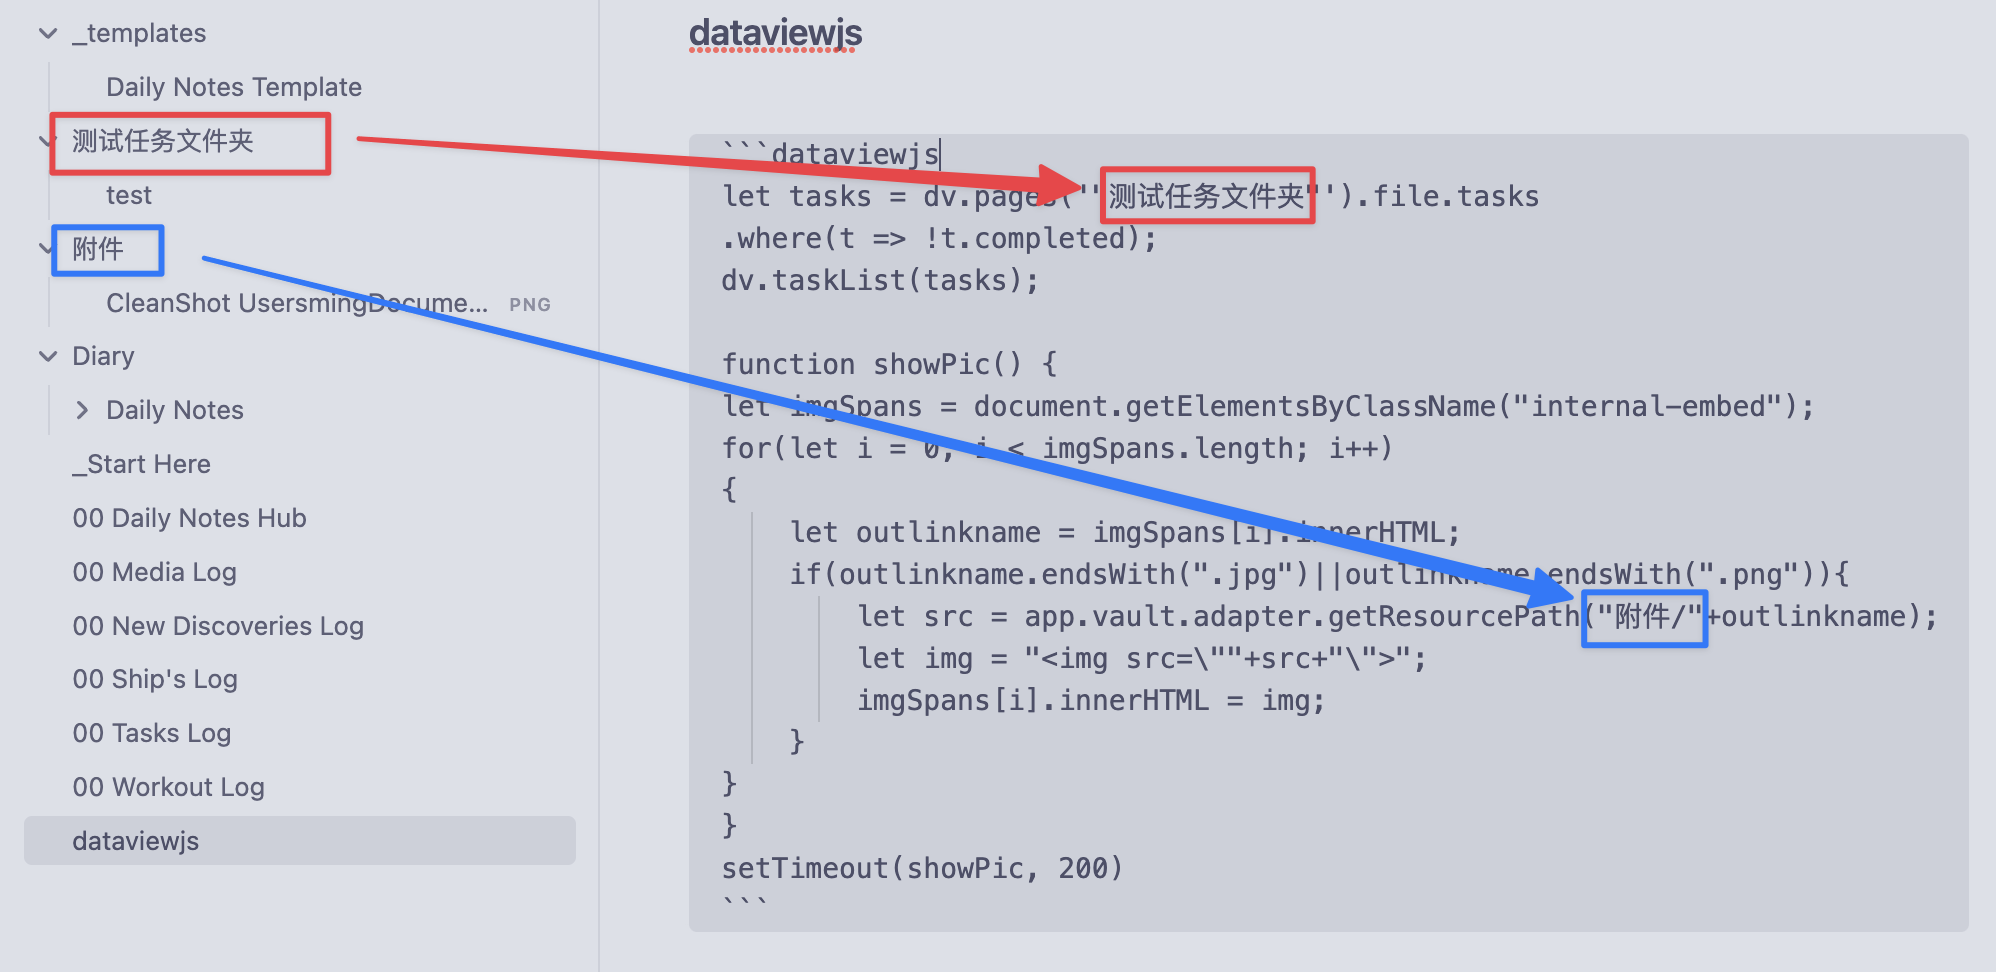 _templates
Daily Notes Template
测试任务文件夹
test
附件
CleanShot UsersmingDocume... PNG
Diary
Daily Notes
_Start Here
00 Daily Notes Hub
00 Media Log
00 New Discoveries Log
00 Ship's Log
00 Tasks Log
00 Workout Log
dataviewjs
dataviewjs
```dataviewjs
let tasks = dv.pages('"测试任务文件夹"').file.tasks
.where(t => !t.completed);
dv.taskList(tasks);
function showPic() {
let imgSpans = document.getElementsByClassName("internal-embed");
for(let i = 0; i < imgSpans.length; i++)
{
let outlinkname = imgSpans[i].innerHTML;
if(outlinkname.endsWith(".jpg")||outlinkname.endsWith(".png")){
let src = app.vault.adapter.getResourcePath("附件/"+outlinkname);
let img = "<img src=\""+src+"\">";
imgSpans[i].innerHTML = img;
}
}
}
setTimeout(showPic, 200)
```